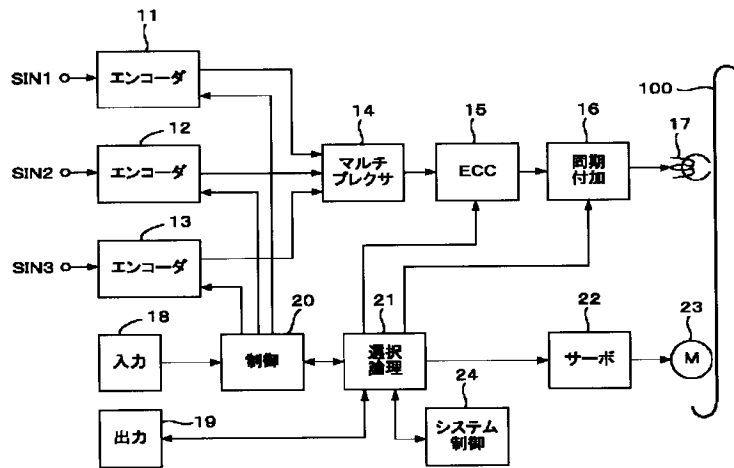 11
SIN1
エンコーダ
12
14
15
16
100
17
SIN2
エンコーダ
マルチ
プレクサ
ECC
同期
付加
13
SIN3
エンコーダ
18
20
21
22
23
入力
制御
選択
論理
サーボ
M
19
24
出力
システム
制御